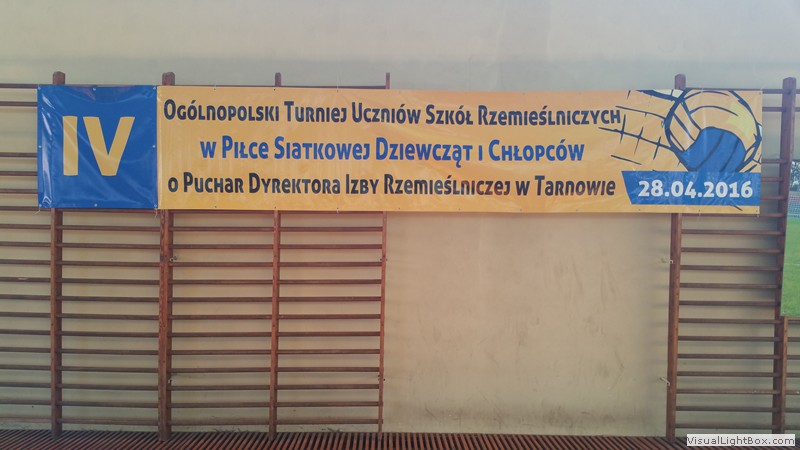 IV
Ogólnopolski Turniej Uczniów Szkół Rzemieślniczych
w Piłce Siatkowej Dziewcząt i Chłopców
o Puchar Dyrektora Izby Rzemieślniczej w Tarnowie
28.04.2016
VisualLightBox.com